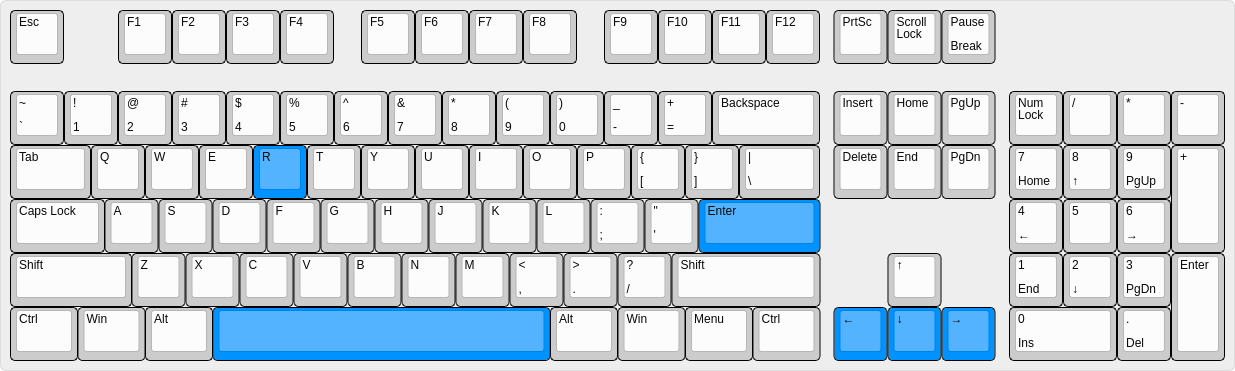 Esc F1 F2 F3 F4 F5 F6 F7 F8 F9 F10 F11 F12 PrtSc Scroll Pause
Lock Break
~ ! @ # $ % ^ & * ( ) _ + Backspace Insert Home PgUp Num / * -
Lock
` 1 2 3 4 5 6 7 8 9 0 - =
Tab Q W E R T Y U I O P { } | Delete End PgDn 7 8 9 +
[ ] \ Home ↑ PgUp
Caps Lock A S D F G H J K L : " Enter 4 5 6
; ' ← →
Shift Z X C V B N M < > ? Shift ↑ 1 2 3 Enter
, . / End ↓ PgDn
Ctrl Win Alt Alt Win Menu Ctrl ← ↓ → 0 .
Ins Del